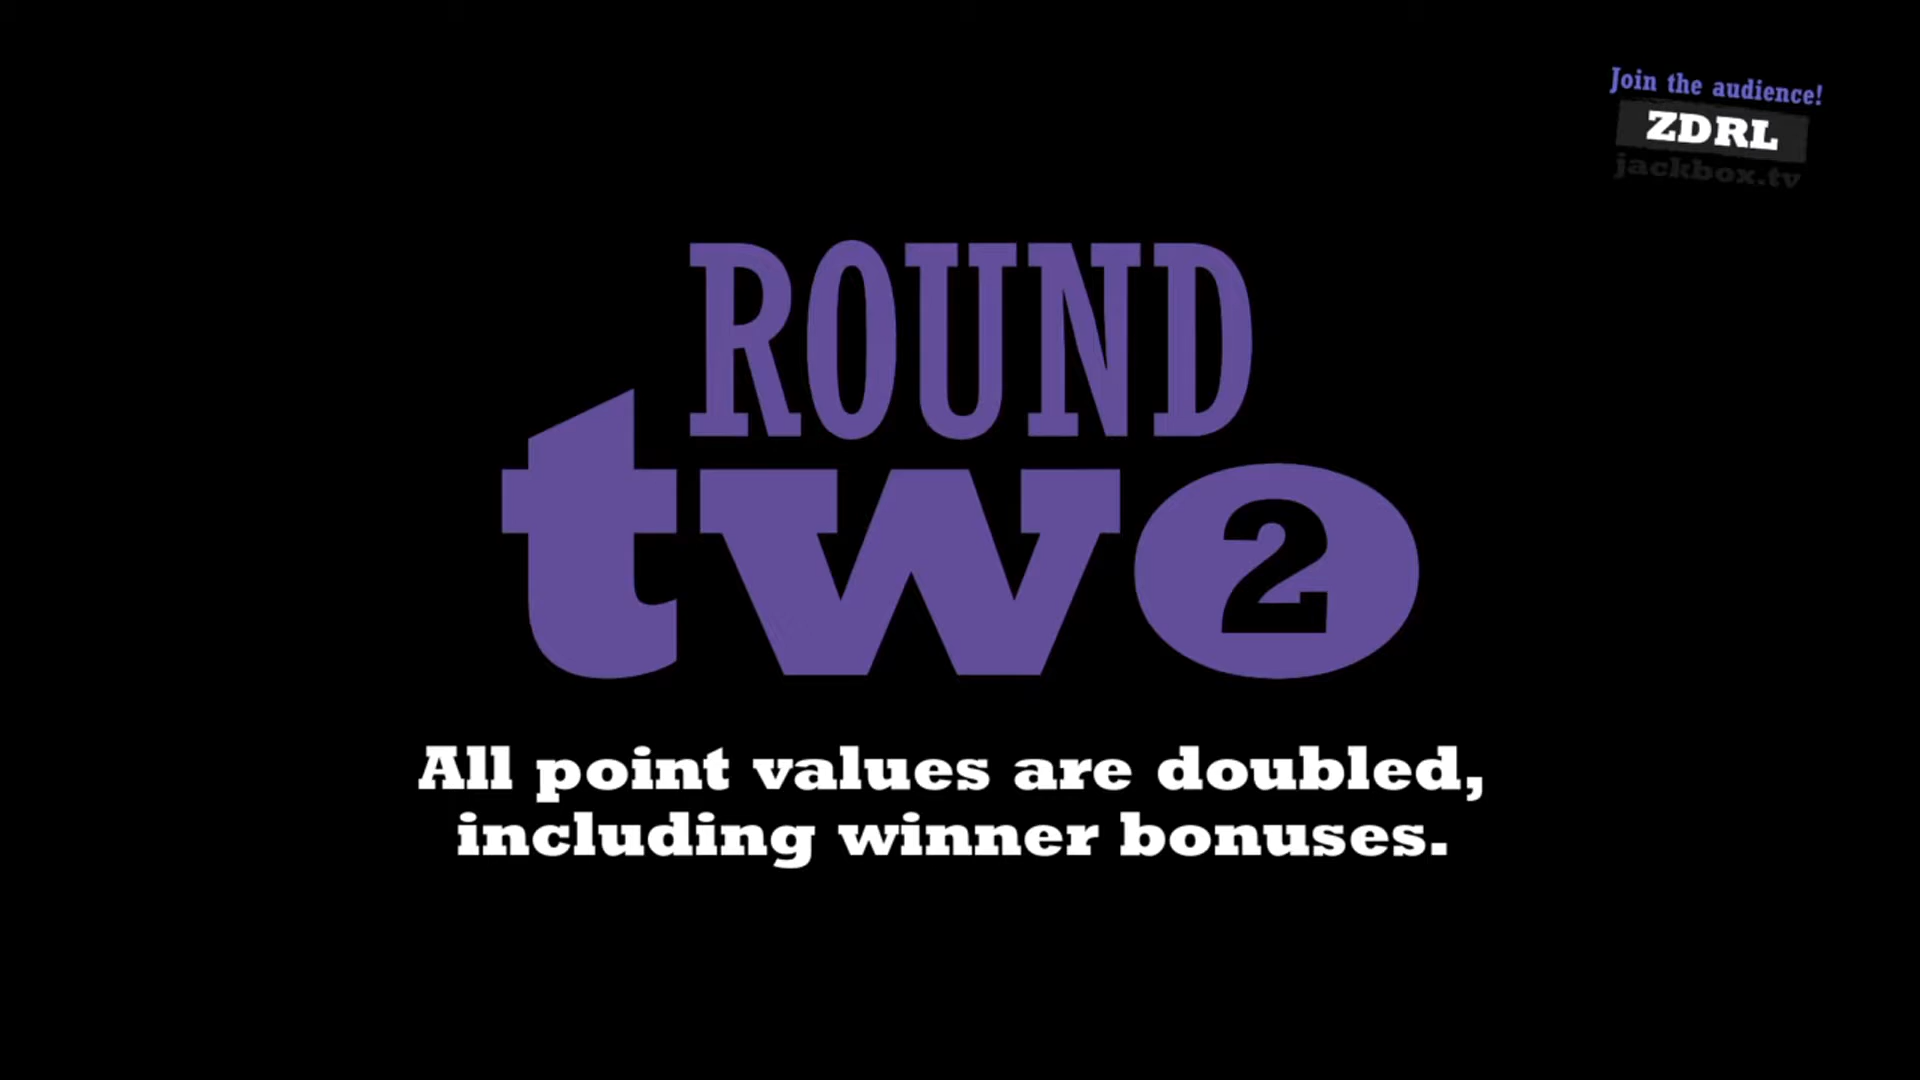 Join the audience!
ZDRL
jackbox.tv
ROUND
two
2
All point values are doubled,
including winner bonuses.